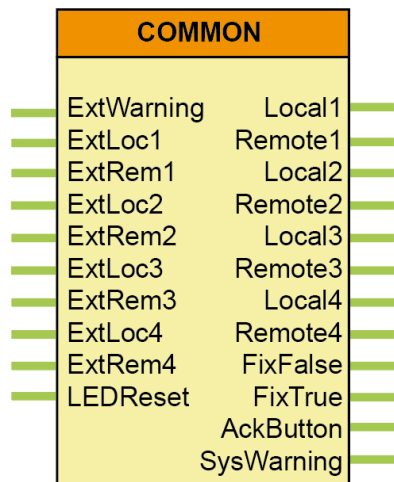 COMMON
ExtWarning Local1
ExtLoc1 Remote1
ExtRem1 Local2
ExtLoc2 Remote2
ExtRem2 Local3
ExtLoc3 Remote3
ExtRem3 Local4
ExtLoc4 Remote4
ExtRem4 FixFalse
LEDReset FixTrue
AckButton
SysWarning